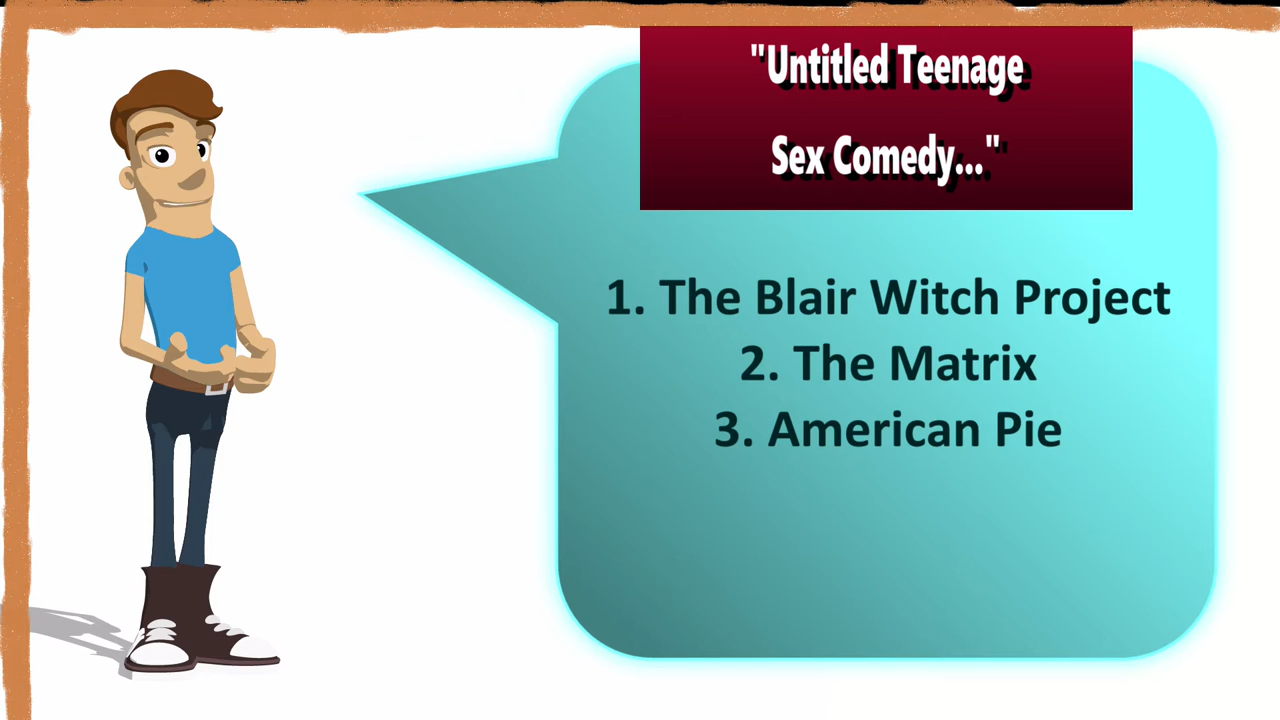 "Untitled Teenage
Sex Comedy..."
1. The Blair Witch Project
2. The Matrix
3. American Pie